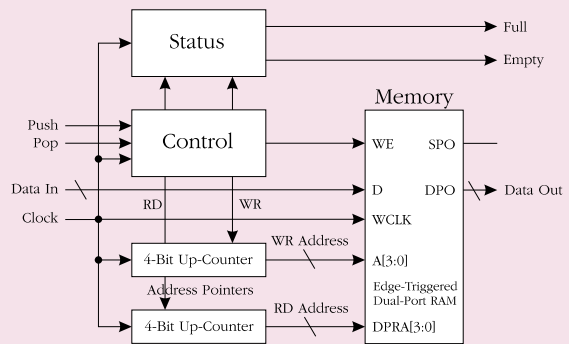 Status
Full
Empty
Memory
Push
Pop
Control
WE
SPO
Data In
RD
WR
D
DPO
Data Out
Clock
WCLK
WR Address
4-Bit Up-Counter
A[3:0]
Address Pointers
Edge-Triggered
Dual-Port RAM
RD Address
4-Bit Up-Counter
DPRA[3:0]